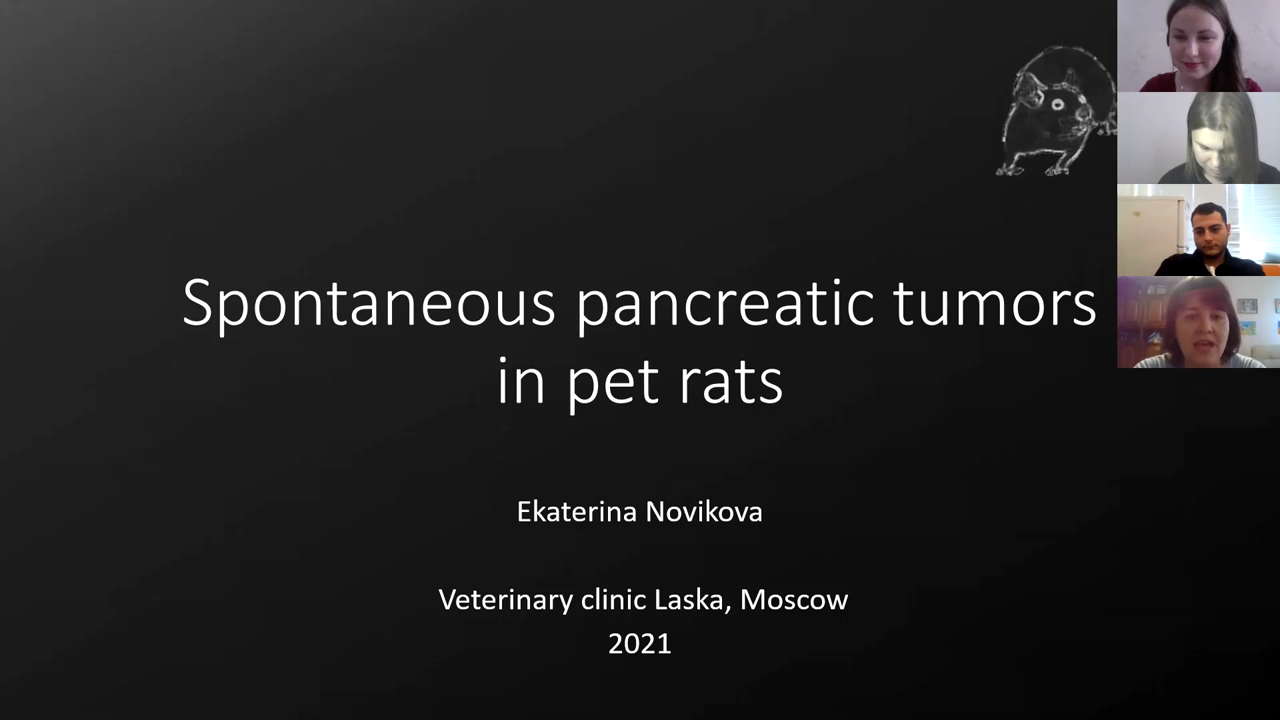 Spontaneous pancreatic tumors
in pet rats
Ekaterina Novikova
Veterinary clinic Laska, Moscow
2021